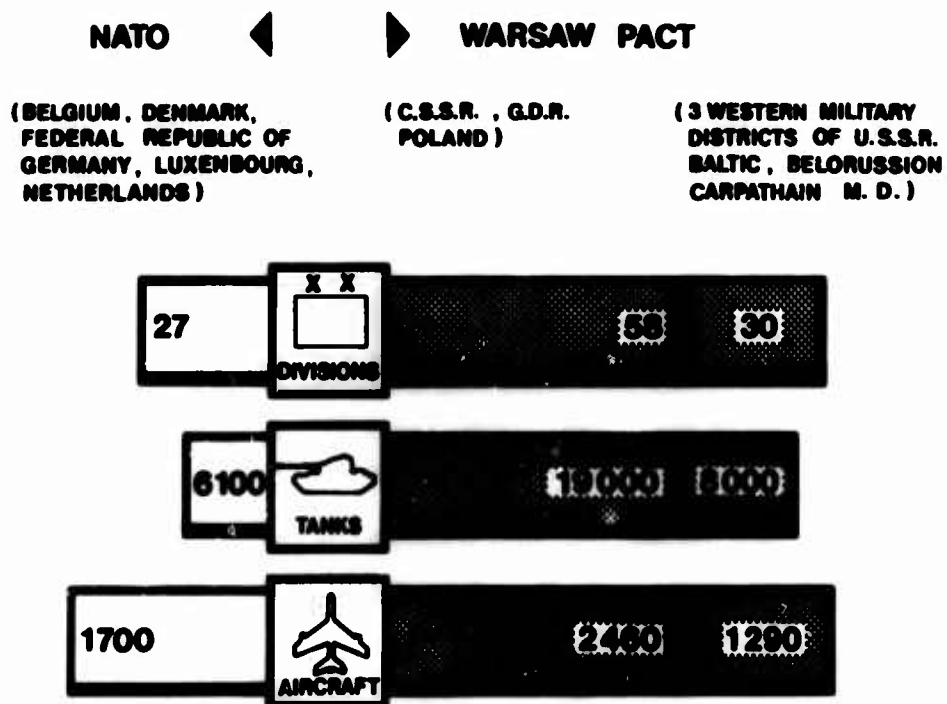 NATO WARSAW PACT
(BELGIUM, DENMARK,
FEDERAL REPUBLIC OF
GERMANY, LUXENBOURG,
NETHERLANDS)
(C.S.S.R. , G.D.R.
POLAND)
(3 WESTERN MILITARY
DISTRICTS OF U.S.S.R.
BALTIC, BELORUSSION
CARPATHAIN M. D.)
27 X X DIVISIONS 58 30
6100 TANKS 19000 8000
1700 AIRCRAFT 2460 1290